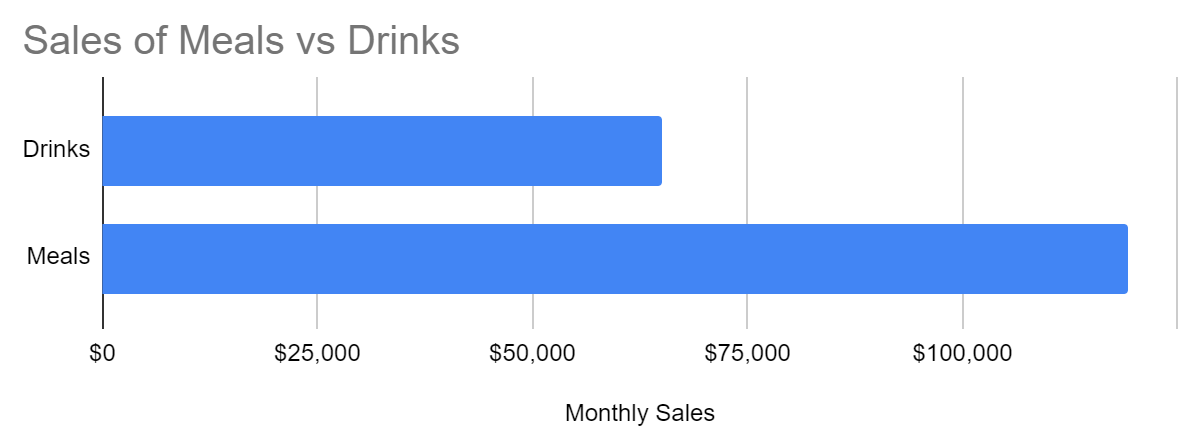 Sales of Meals vs Drinks
Drinks
Meals
$0 $25,000 $50,000 $75,000 $100,000
Monthly Sales